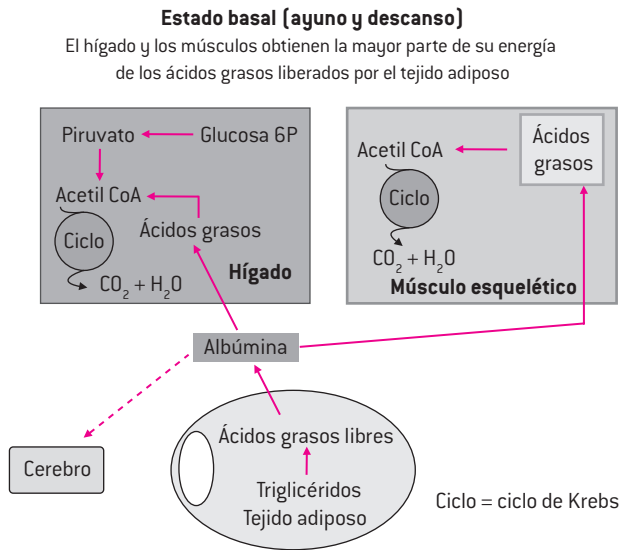 Estado basal (ayuno y descanso)
El hígado y los músculos obtienen la mayor parte de su energía
de los ácidos grasos liberados por el tejido adiposo
Piruvato
Glucosa 6P
Acetil CoA
Ciclo
Ácidos grasos
CO₂ + H₂O
Hígado
Acetil CoA
Ácidos
grasos
Ciclo
CO₂ + H₂O
Músculo esquelético
Albúmina
Cerebro
Ácidos grasos libres
Triglicéridos
Tejido adiposo
Ciclo = ciclo de Krebs